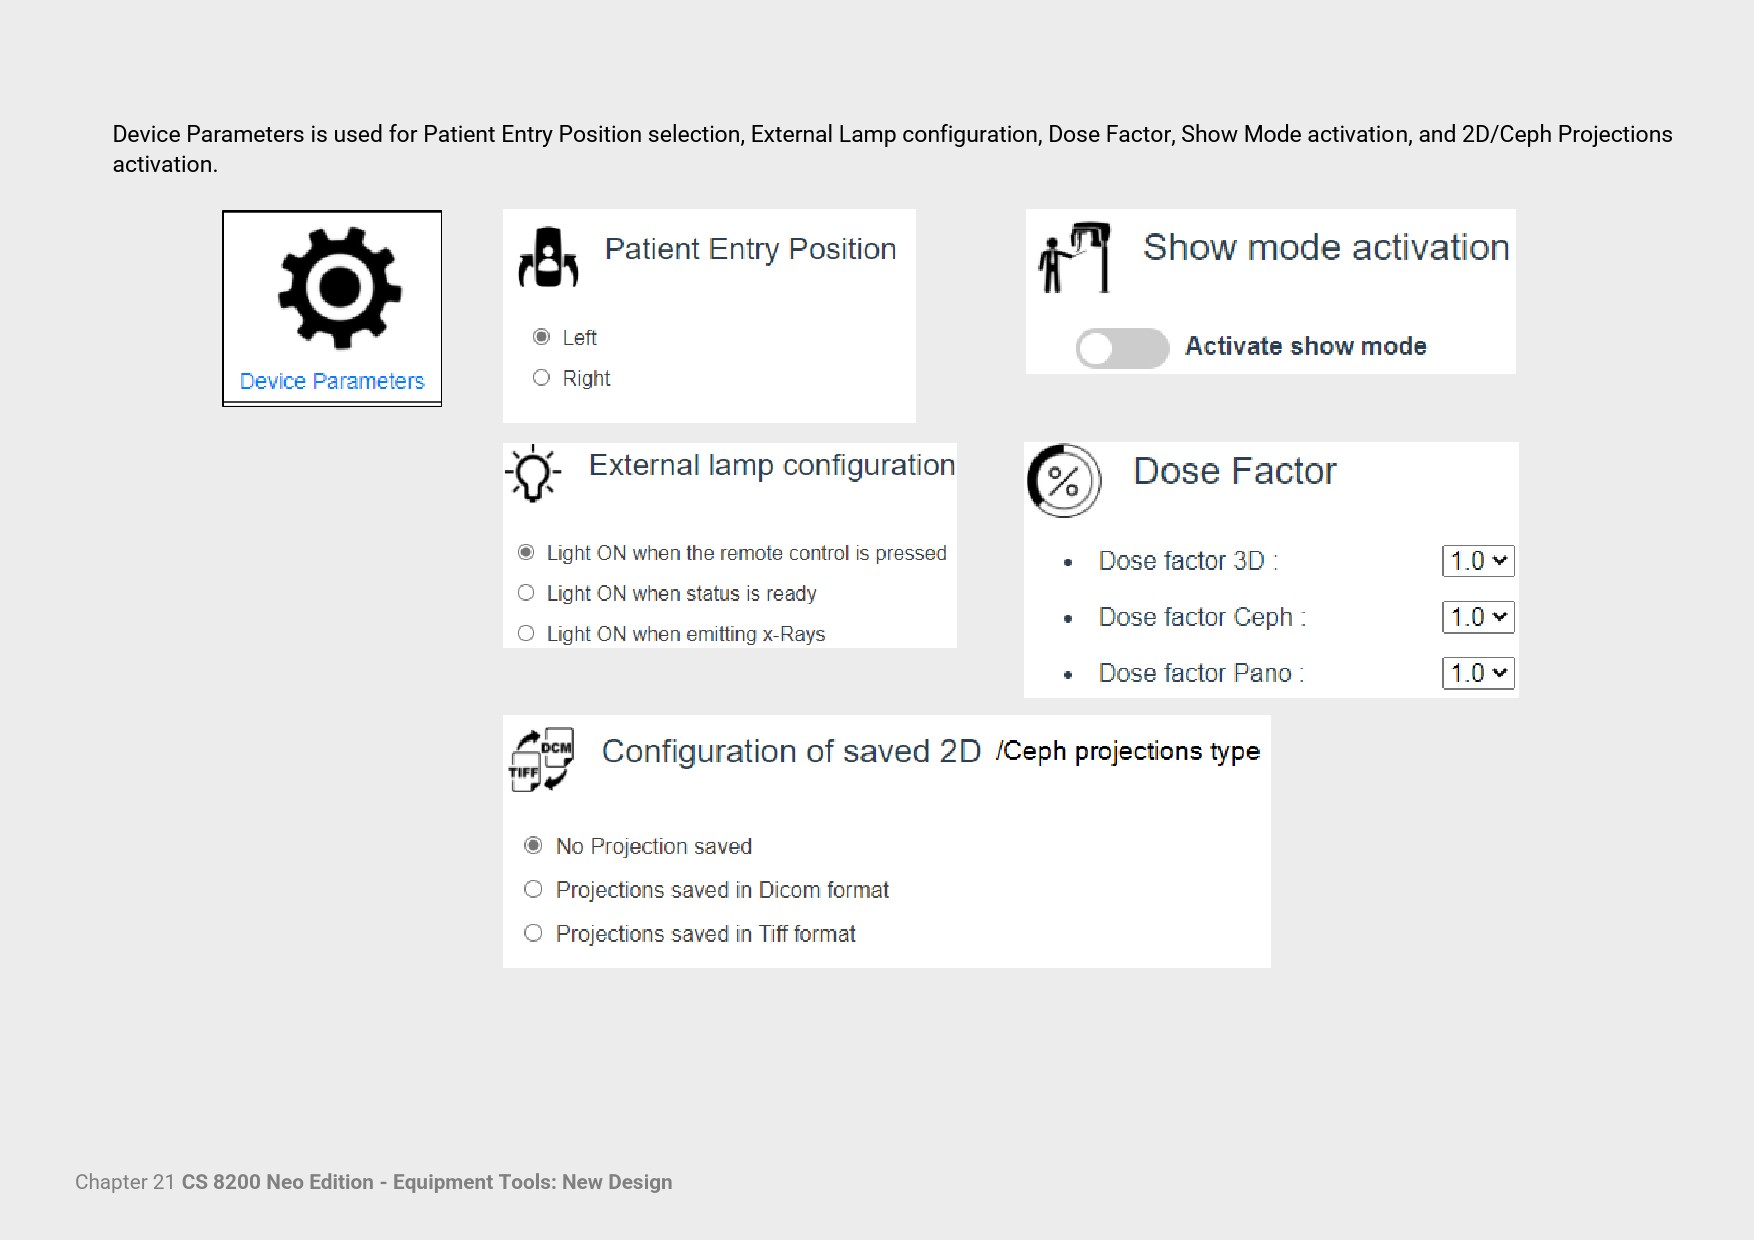 Device Parameters is used for Patient Entry Position selection, External Lamp configuration, Dose Factor, Show Mode activation, and 2D/Ceph Projections
activation.
Device Parameters
Patient Entry Position
Left
Right
Show mode activation
Activate show mode
External lamp configuration
Light ON when the remote control is pressed
Light ON when status is ready
Light ON when emitting x-Rays
%
Dose Factor
• Dose factor 3D : 1.0
• Dose factor Ceph : 1.0
• Dose factor Pano : 1.0
DCM
TIFF
Configuration of saved 2D /Ceph projections type
No Projection saved
Projections saved in Dicom format
Projections saved in Tiff format
Chapter 21 CS 8200 Neo Edition - Equipment Tools: New Design